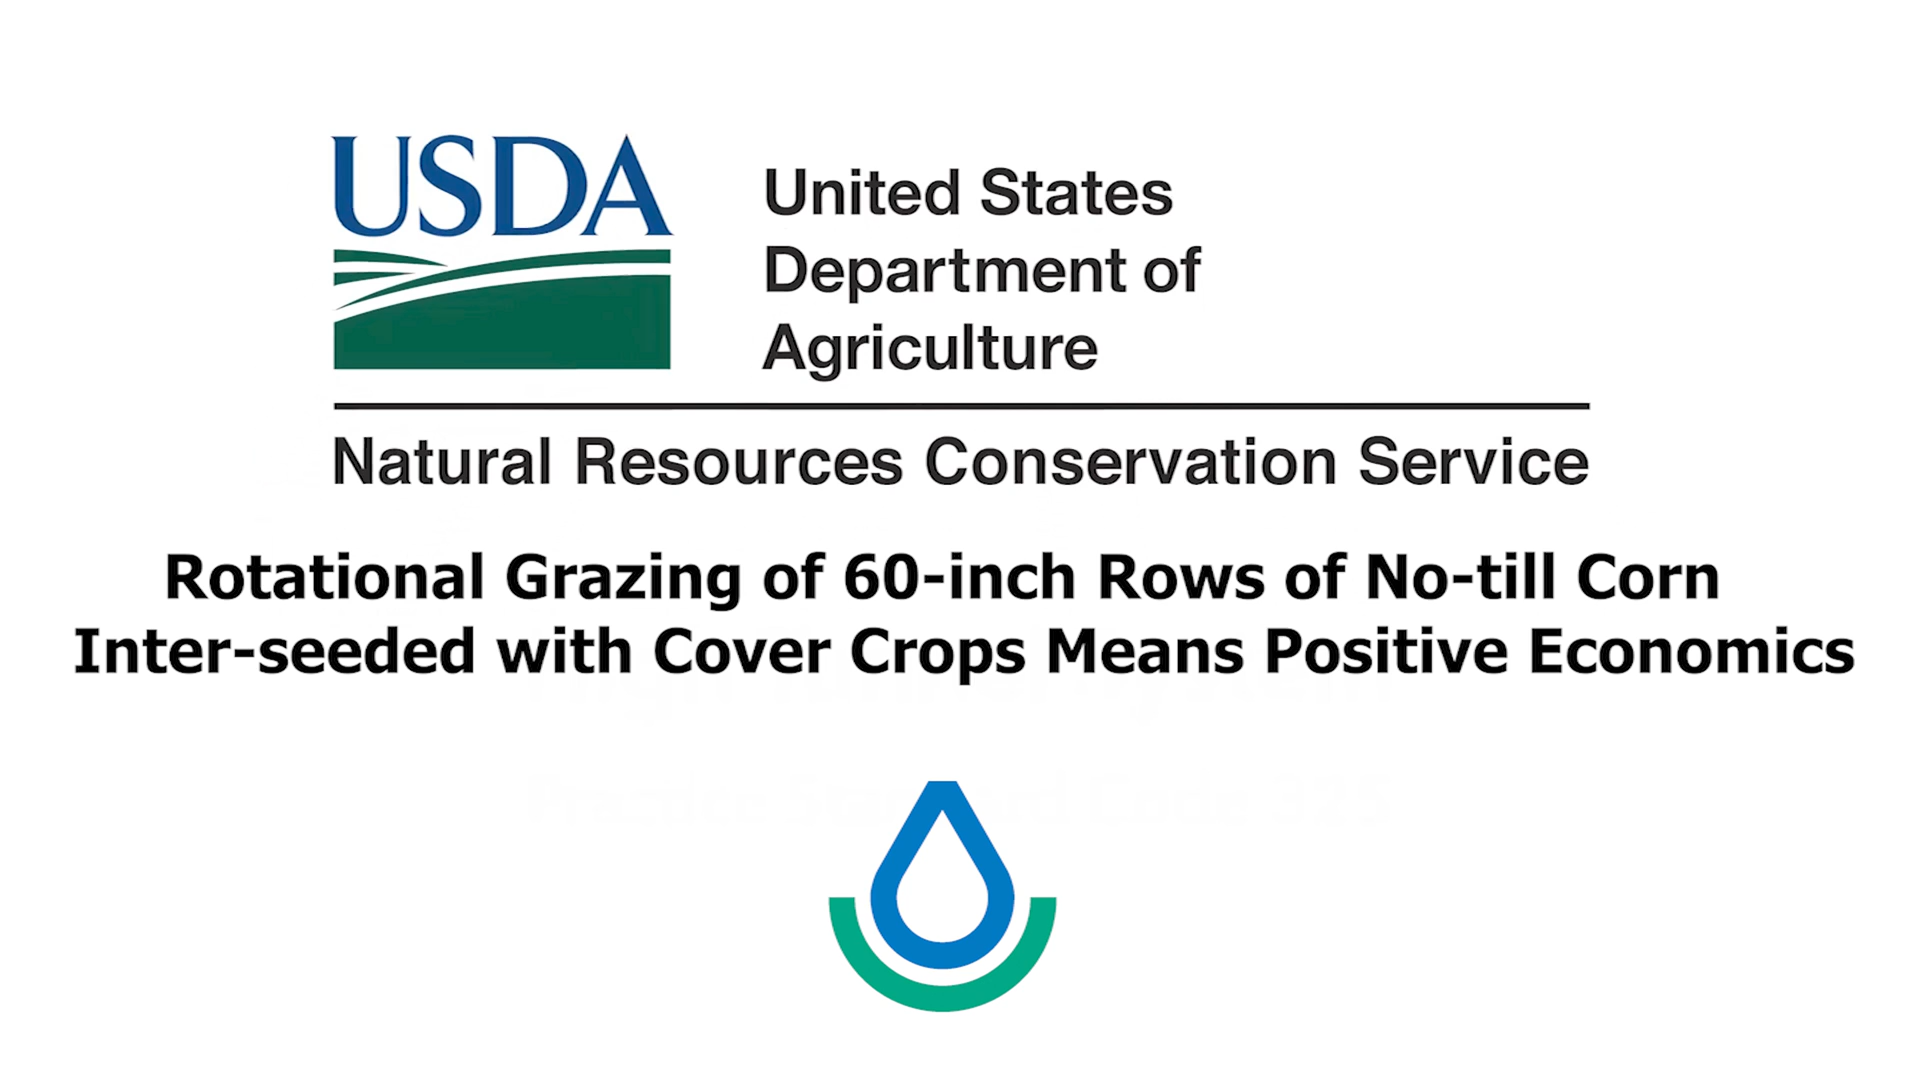 USDA
United States
Department of
Agriculture
Natural Resources Conservation Service
Rotational Grazing of 60-inch Rows of No-till Corn
Inter-seeded with Cover Crops Means Positive Economics